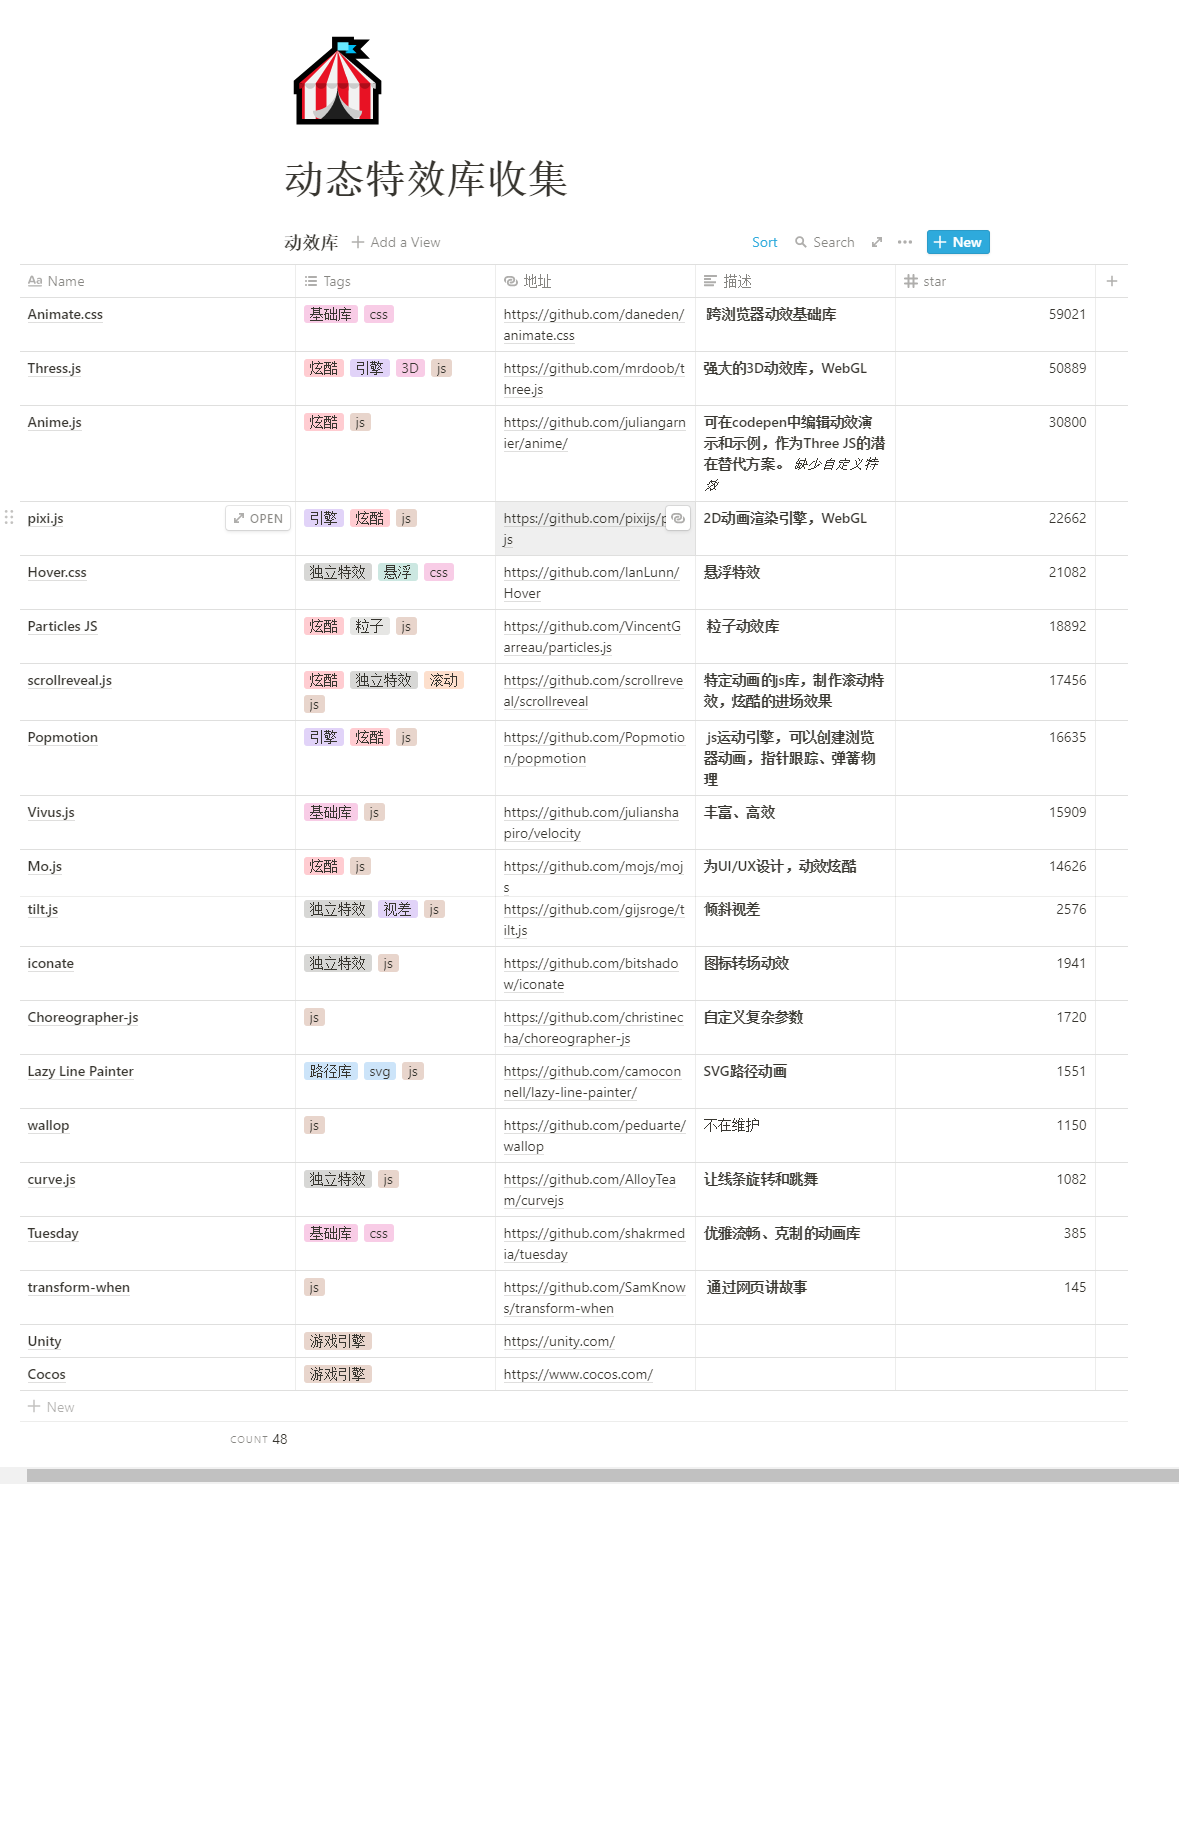 动态特效库收集
动效库 Add a View Sort Search New
Aa Name Tags 地址 描述 star
Animate.css 基础库 css https://github.com/daneden/ 跨浏览器动效基础库 59021
animate.css
Thress.js 炫酷 引擎 3D js https://github.com/mrdoob/t 强大的3D动效库，WebGL 50889
hree.js
Anime.js 炫酷 js https://github.com/juliangarn 可在codepen中编辑动效演 30800
ier/anime/ 示和示例，作为Three JS的潜
在替代方案。 缺少自定义特
效
pixi.js OPEN 引擎 炫酷 js https://github.com/pixijs/p 2D动画渲染引擎，WebGL 22662
js
Hover.css 独立特效 悬浮 css https://github.com/IanLunn/ 悬浮特效 21082
Hover
Particles JS 炫酷 粒子 js https://github.com/VincentG 粒子动效库 18892
arreau/particles.js
scrollreveal.js 炫酷 独立特效 滚动 https://github.com/scrollreve 特定动画的js库，制作滚动特 17456
js al/scrollreveal 效，炫酷的进场效果
Popmotion 引擎 炫酷 js https://github.com/Popmotio js运动引擎，可以创建浏览 16635
n/popmotion 器动画，指针跟踪、弹簧物
理
Vivus.js 基础库 js https://github.com/juliansha 丰富、高效 15909
piro/velocity
Mo.js 炫酷 js https://github.com/mojs/moj 为UI/UX设计，动效炫酷 14626
s
tilt.js 独立特效 视差 js https://github.com/gijsroge/t 倾斜视差 2576
ilt.js
iconate 独立特效 js https://github.com/bitshado 图标转场动效 1941
w/iconate
Choreographer-js js https://github.com/christinec 自定义复杂参数 1720
ha/choreographer-js
Lazy Line Painter 路径库 svg js https://github.com/camocon SVG路径动画 1551
nell/lazy-line-painter/
wallop js https://github.com/peduarte/ 不在维护 1150
wallop
curve.js 独立特效 js https://github.com/AlloyTea 让线条旋转和跳舞 1082
m/curvejs
Tuesday 基础库 css https://github.com/shakrmed 优雅流畅、克制的动画库 385
ia/tuesday
transform-when js https://github.com/SamKnow 通过网页讲故事 145
s/transform-when
Unity 游戏引擎 https://unity.com/
Cocos 游戏引擎 https://www.cocos.com/
New
COUNT 48